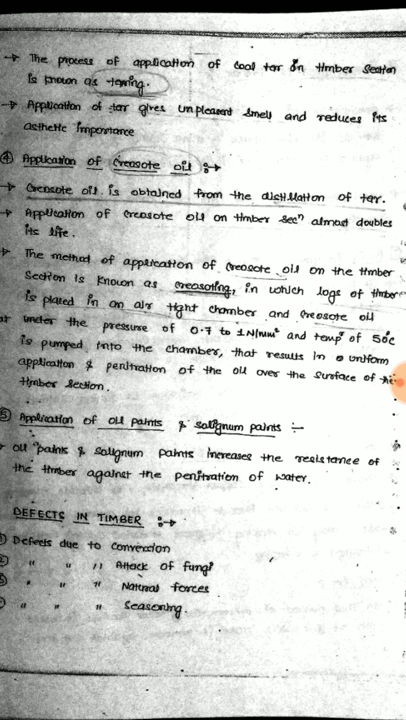 → The process of application of coal tar on timber section
is known as tarring.
→ Application of tar gives unpleasent smell and reduces its
asthetic importance
④ Application of Creosote oil :→
→ Creosote oil is obtained from the distillation of tar.
→ Application of creosote oil on timber secⁿ almost doubles
its life.
→ The method of application of creosote oil on the timber
section is known as creosoting, in which logs of timber
is placed in an air tight chamber and creosote oil
at under the pressure of 0.7 to 1N/mm² and tempʳ of 50°c
is pumped into the chamber, that results in a uniform
application & penitration of the oil over the surface of the
timber section.
⑤ Application of oil paints & solignum paints :-
→ oil paints & solignum paints increases the resistance of
the timber against the penitration of water.
DEFECTS IN TIMBER :→
① Defects due to conversion
② " " " Attack of fungi
③ " " " Natural forces
④ " " " Seasoning.